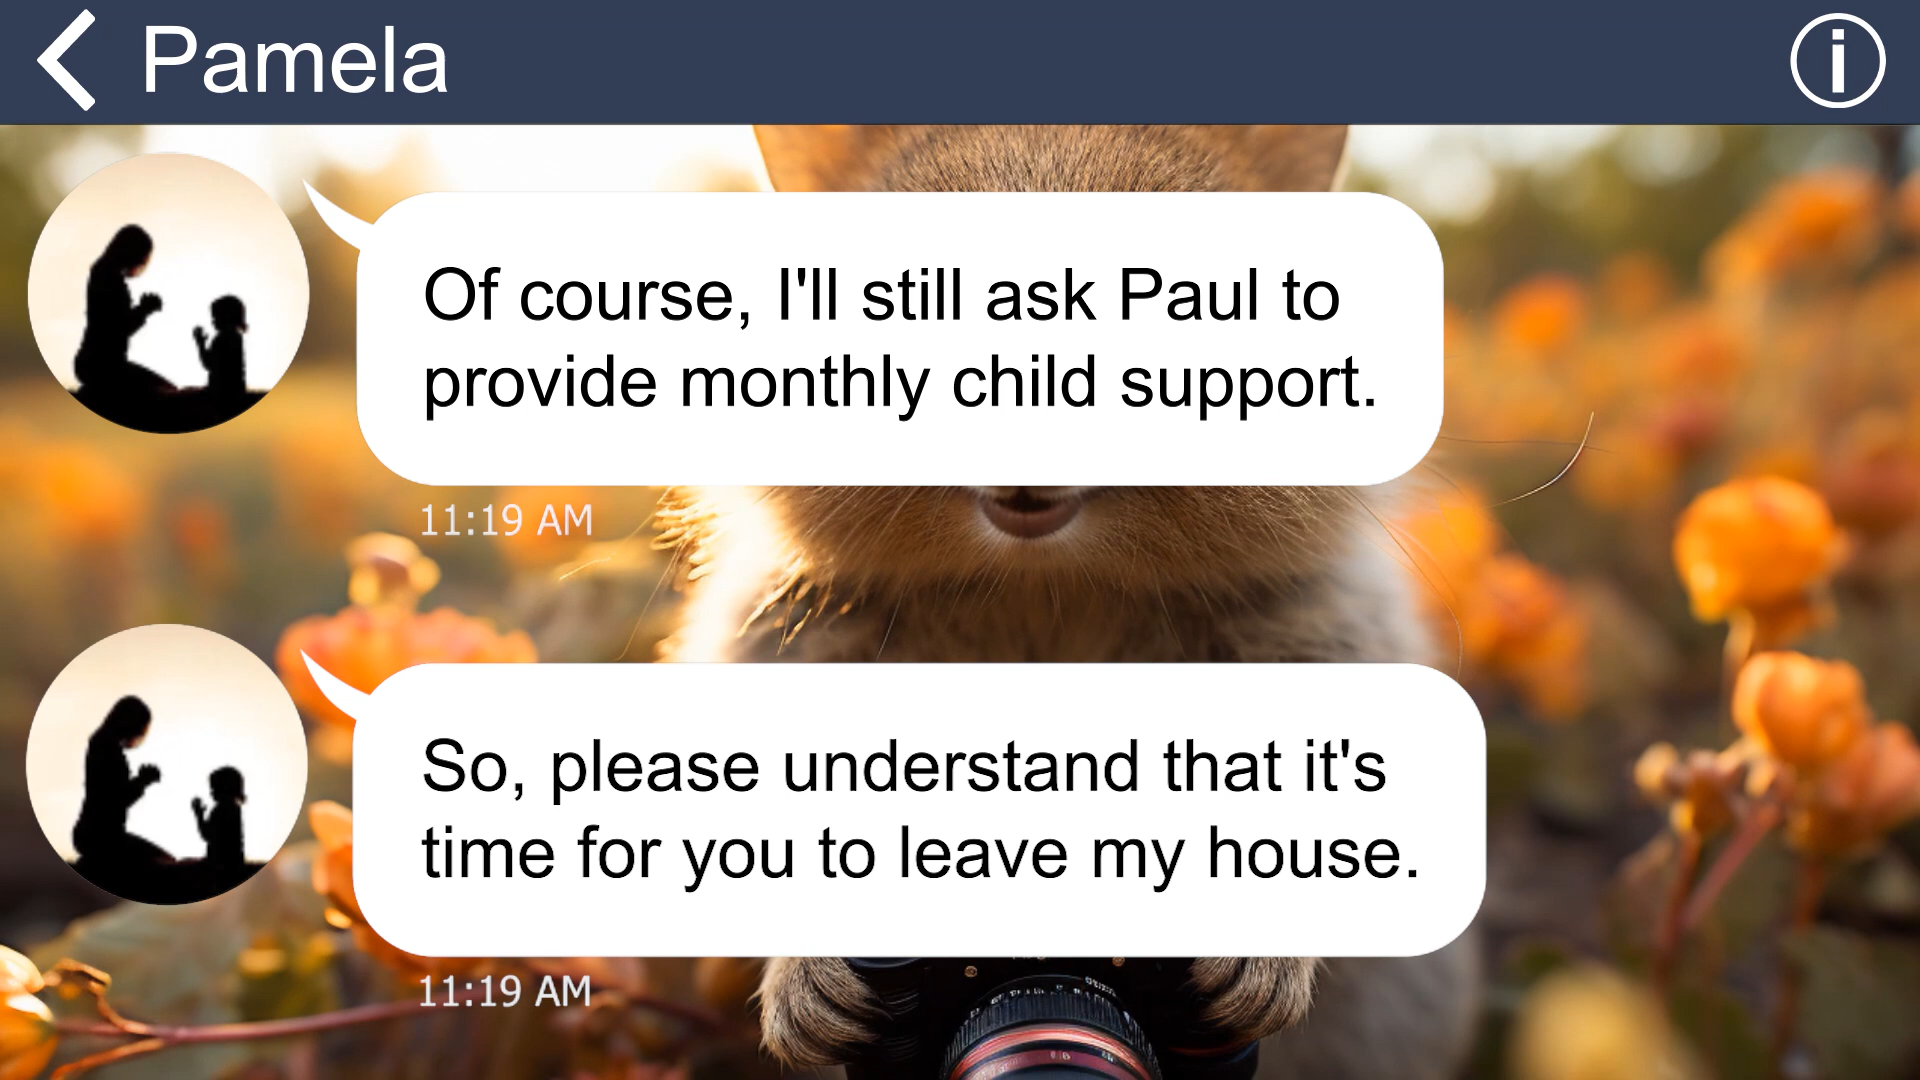 Pamela
Of course, I'll still ask Paul to
provide monthly child support.
11:19 AM
So, please understand that it's
time for you to leave my house.
11:19 AM